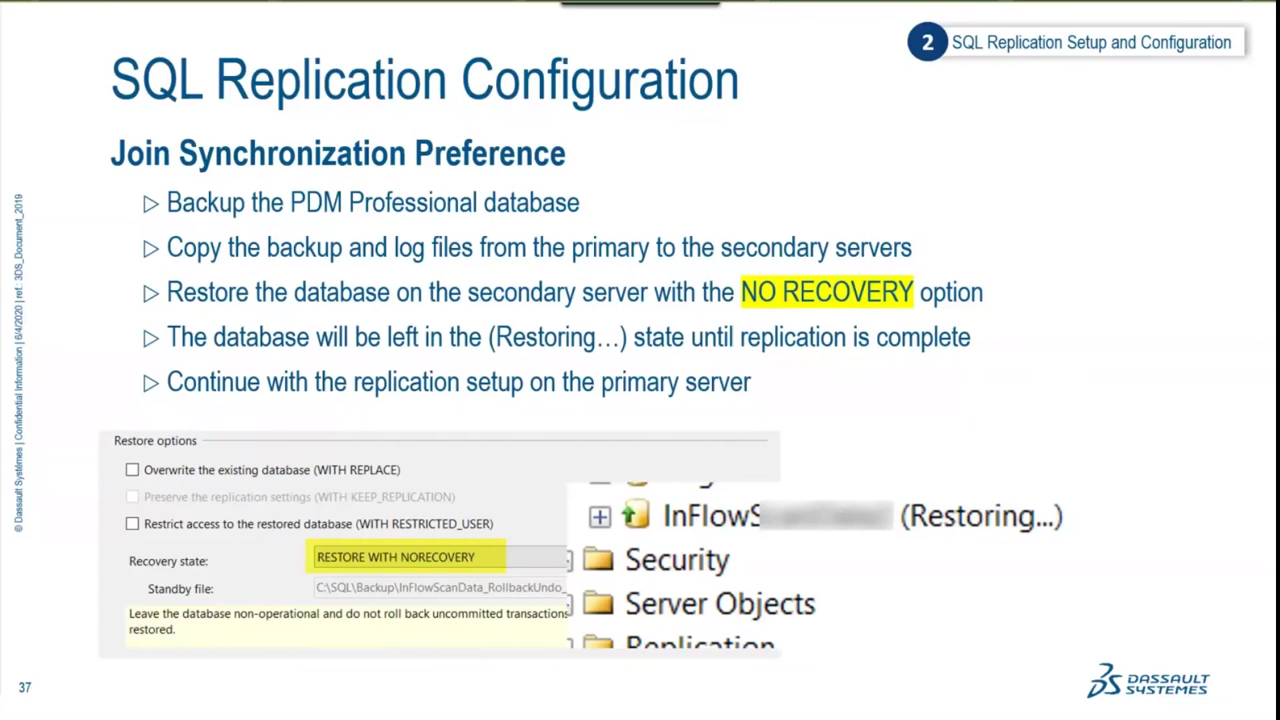 2 SQL Replication Setup and Configuration
SQL Replication Configuration
Join Synchronization Preference
Backup the PDM Professional database
Copy the backup and log files from the primary to the secondary servers
Restore the database on the secondary server with the NO RECOVERY option
The database will be left in the (Restoring…) state until replication is complete
Continue with the replication setup on the primary server
© Dassault Systèmes | Confidential Information | 6/4/2020 | ref.: 3DS_Document_2019
Restore options
Overwrite the existing database (WITH REPLACE)
Preserve the replication settings (WITH KEEP_REPLICATION)
Restrict access to the restored database (WITH RESTRICTED_USER)
Recovery state:
RESTORE WITH NORECOVERY
Standby file:
C:\SQL\Backup\InFlowScanData_RollbackUndo_
Leave the database non-operational and do not roll back uncommitted transactions
restored.
InFlowS (Restoring...)
Security
Server Objects
Replication
37
DASSAULT
SYSTEMES